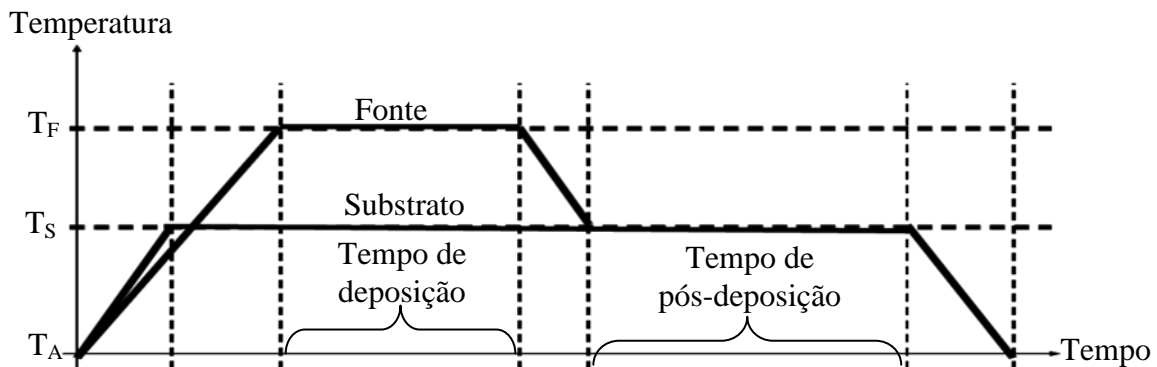 Temperatura
T_F
Fonte
T_S
Substrato
Tempo de
deposição
Tempo de
pós-deposição
T_A
Tempo